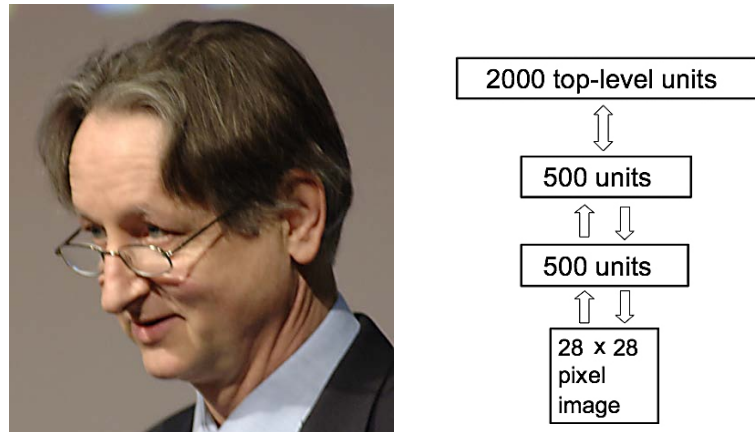 2000 top-level units
500 units
500 units
28 x 28
pixel
image